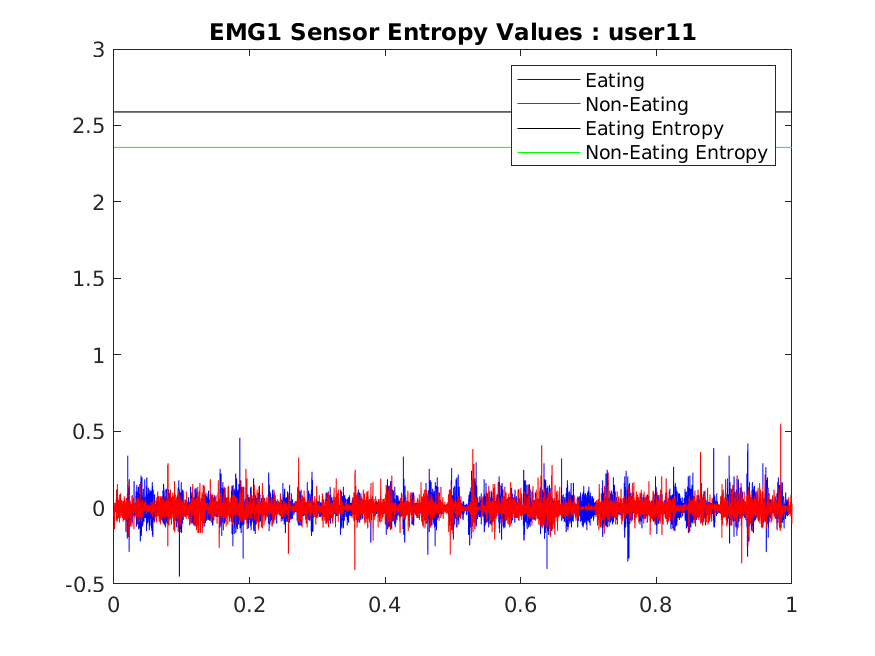 EMG1 Sensor Entropy Values : user11
3
2.5
2
1.5
1
0.5
0
-0.5
Eating
Non-Eating
Eating Entropy
Non-Eating Entropy
0 0.2 0.4 0.6 0.8 1